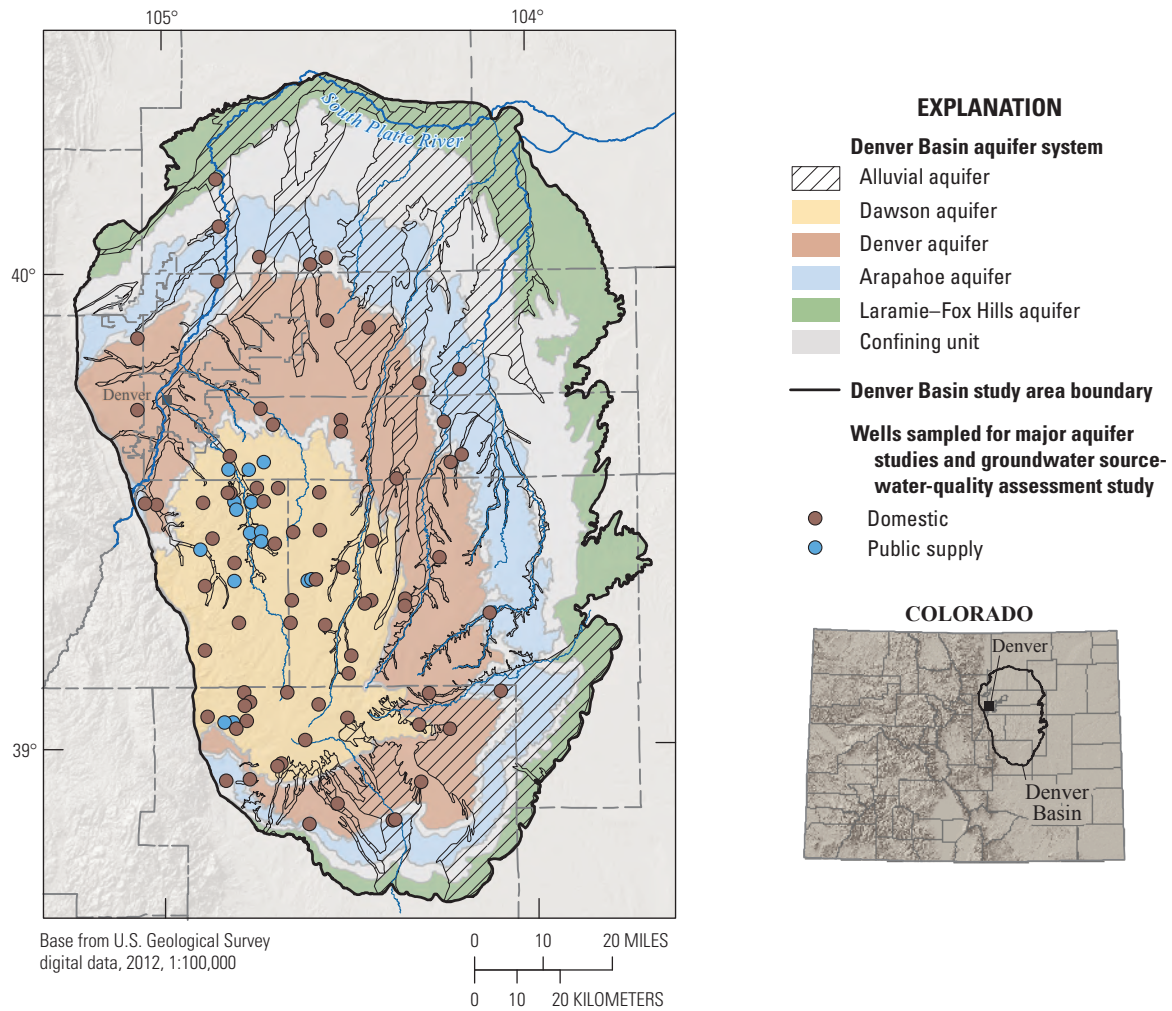 105°
104°
South Platte River
40°
Denver
39°
Base from U.S. Geological Survey
digital data, 2012, 1:100,000
0 10 20 MILES
0 10 20 KILOMETERS
EXPLANATION
Denver Basin aquifer system
Alluvial aquifer
Dawson aquifer
Denver aquifer
Arapahoe aquifer
Laramie–Fox Hills aquifer
Confining unit
Denver Basin study area boundary
Wells sampled for major aquifer
studies and groundwater source-
water-quality assessment study
Domestic
Public supply
COLORADO
Denver
Denver
Basin